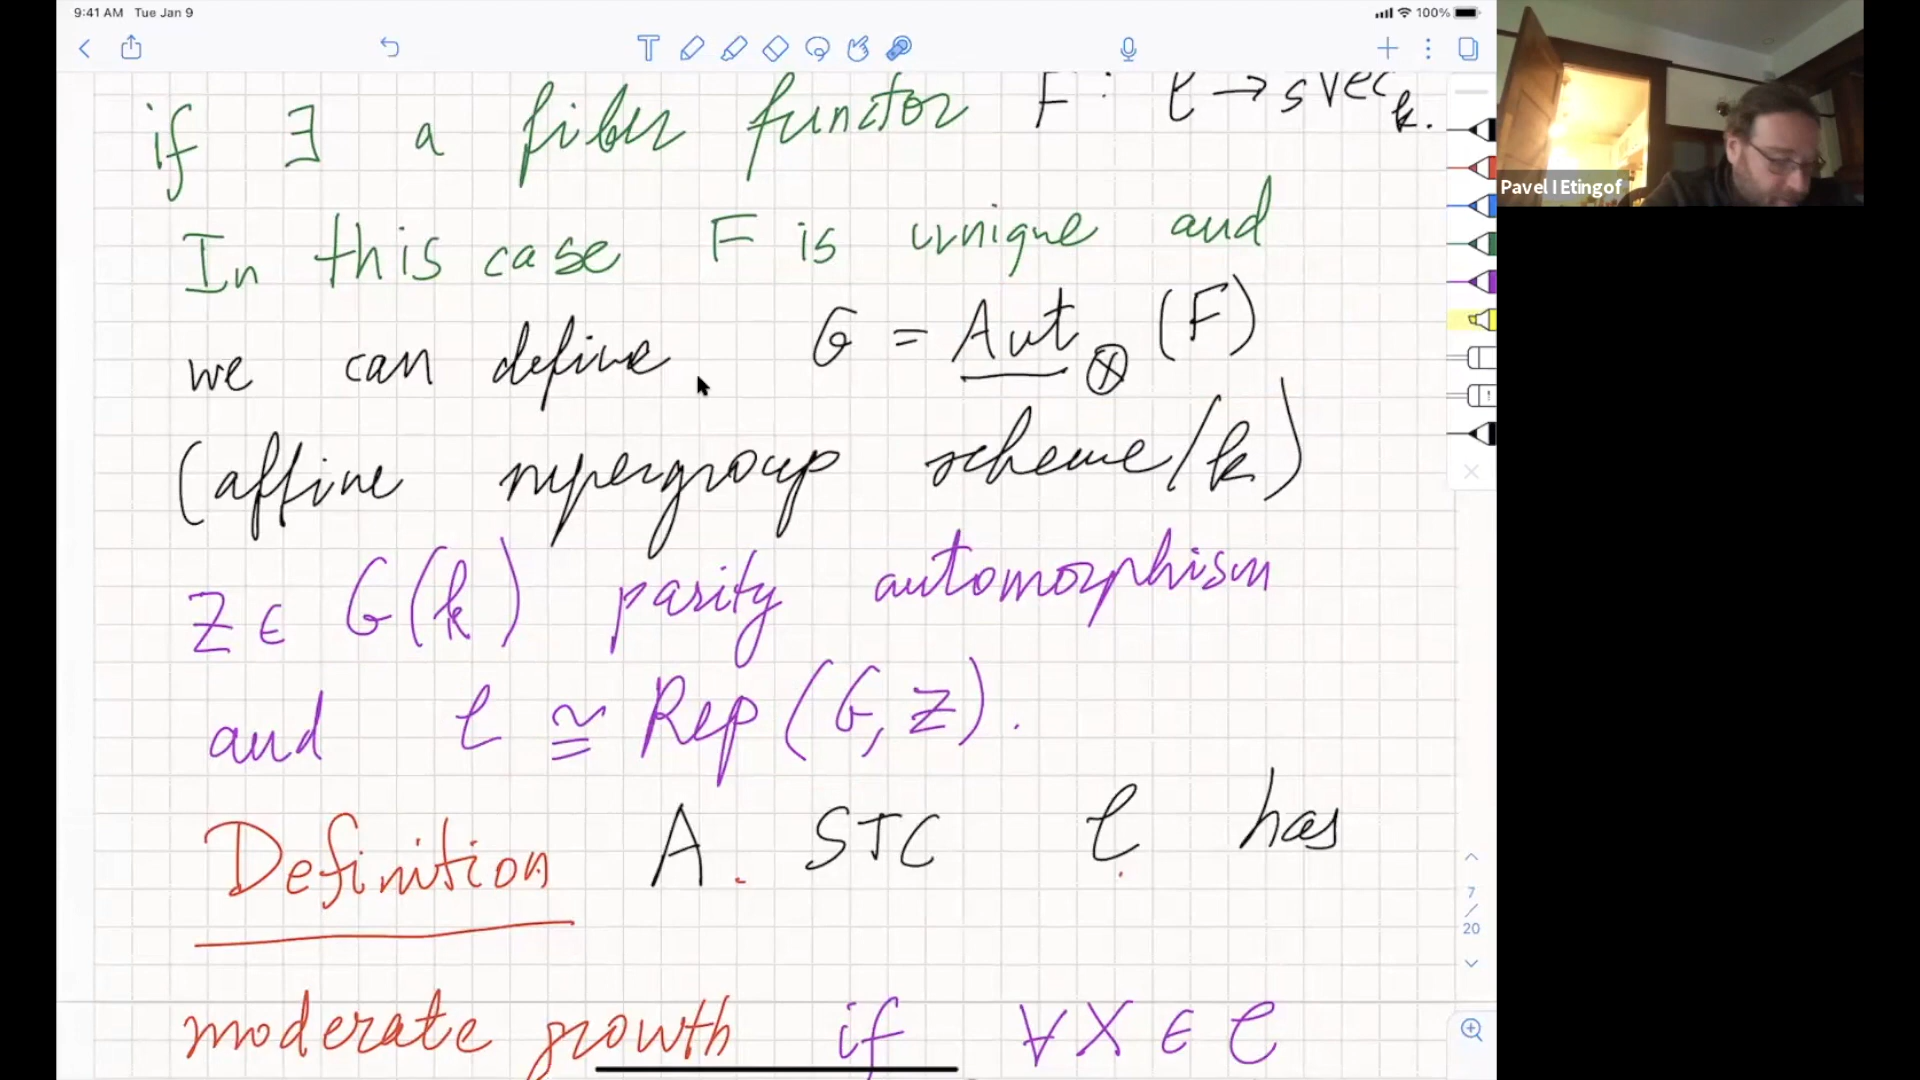 9:41 AM Tue Jan 9
100%
if ∃ a fiber functor F : C → sVec_k.
In this case F is unique and
we can define G = Aut_⊗ (F)
(affine supergroup scheme/k)
z ∈ G(k) parity automorphism
and C ≅ Rep (G, z).
Definition A STC C has
moderate growth if ∀ X ∈ C
7
/
20
Pavel I Etingof